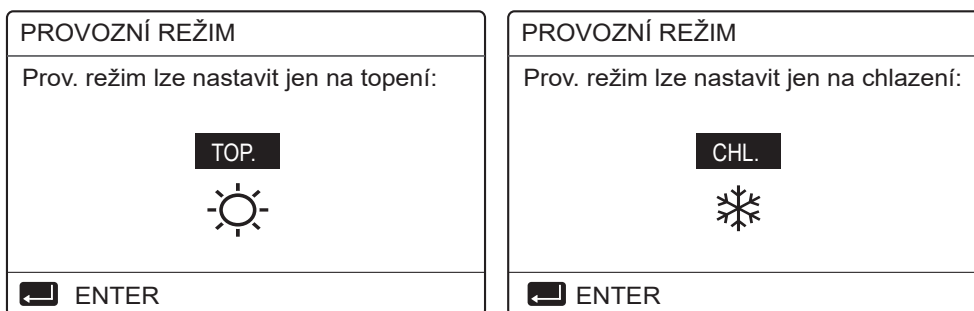 PROVOZNÍ REŽIM
Prov. režim lze nastavit jen na topení:
TOP.
ENTER
PROVOZNÍ REŽIM
Prov. režim lze nastavit jen na chlazení:
CHL.
ENTER